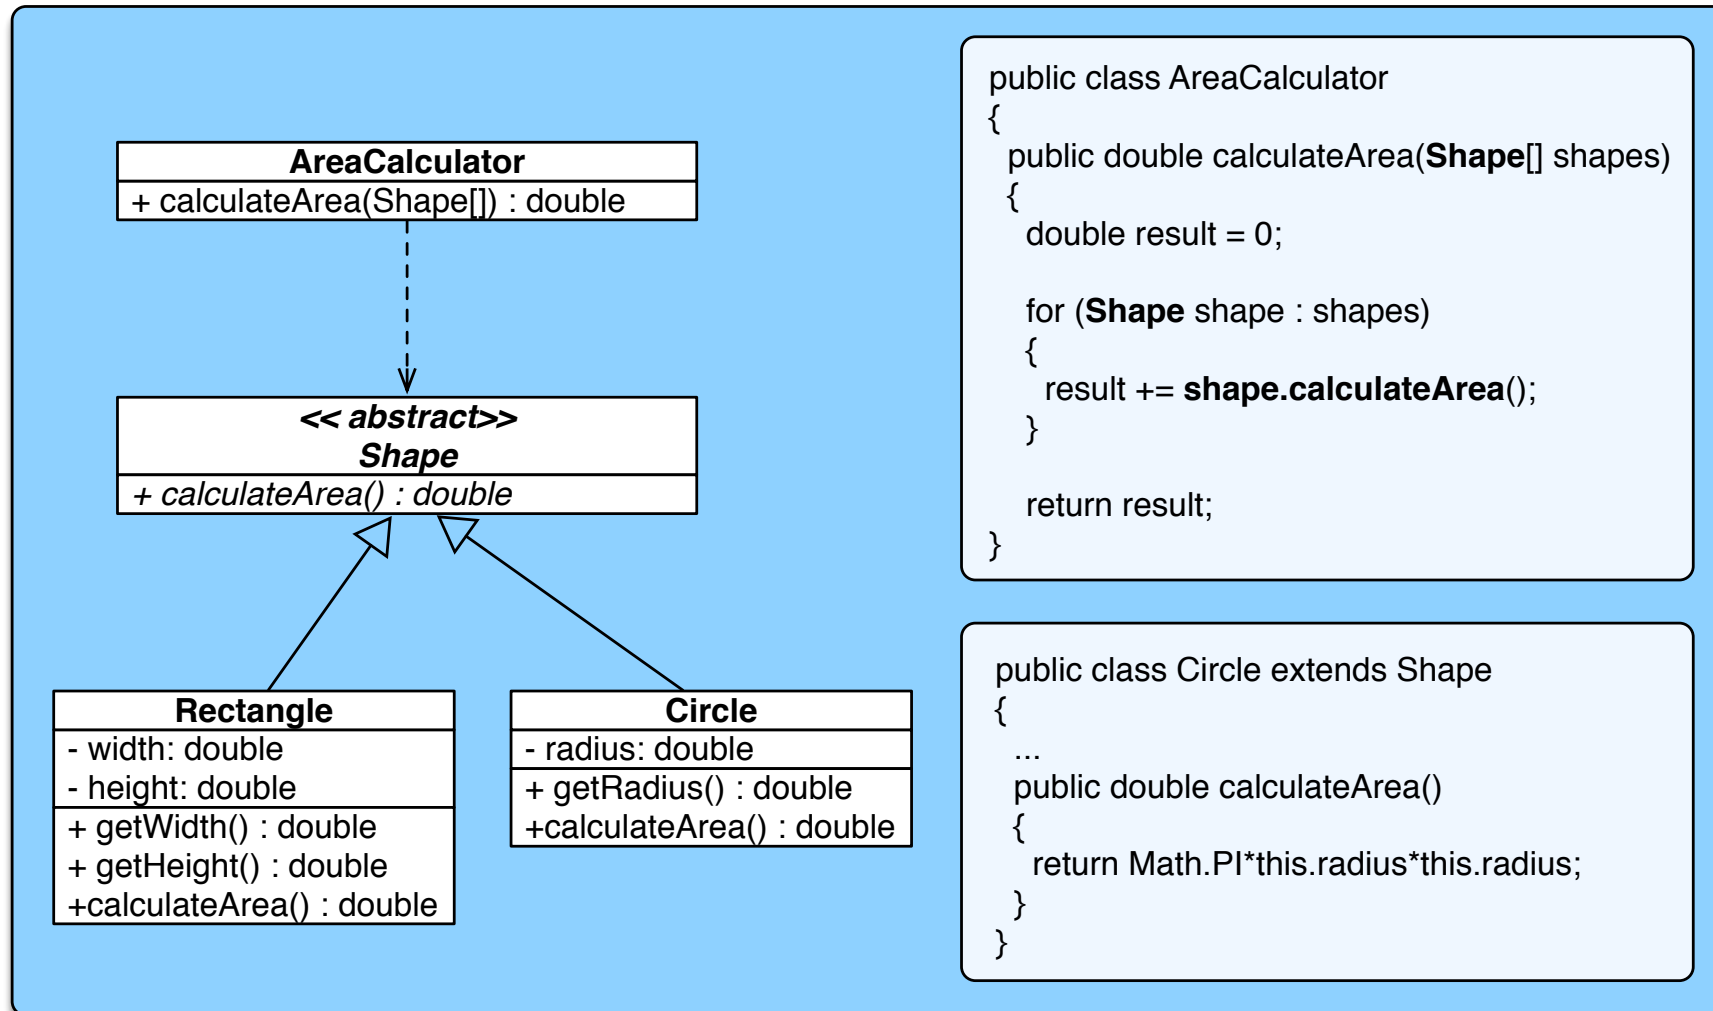 AreaCalculator
+ calculateArea(Shape[]) : double
<< abstract>>
Shape
+ calculateArea() : double
Rectangle
- width: double
- height: double
+ getWidth() : double
+ getHeight() : double
+calculateArea() : double
Circle
- radius: double
+ getRadius() : double
+calculateArea() : double
public class AreaCalculator
{
public double calculateArea(Shape[] shapes)
{
double result = 0;
for (Shape shape : shapes)
{
result += shape.calculateArea();
}
return result;
}
public class Circle extends Shape
{
...
public double calculateArea()
{
return Math.PI*this.radius*this.radius;
}
}